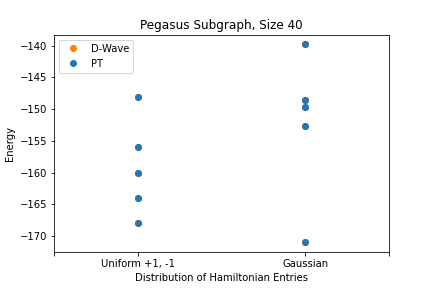 Pegasus Subgraph, Size 40
D-Wave
PT
Energy
−140
−145
−150
−155
−160
−165
−170
Uniform +1, -1
Gaussian
Distribution of Hamiltonian Entries